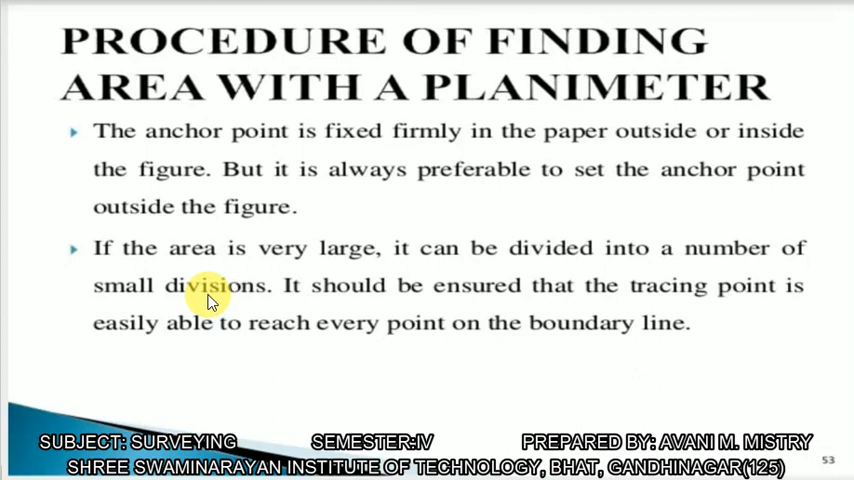 PROCEDURE OF FINDING
AREA WITH A PLANIMETER
The anchor point is fixed firmly in the paper outside or inside
the figure. But it is always preferable to set the anchor point
outside the figure.
If the area is very large, it can be divided into a number of
small divisions. It should be ensured that the tracing point is
easily able to reach every point on the boundary line.
SUBJECT: SURVEYING SEMESTER:IV PREPARED BY: AVANI M. MISTRY
53
SHREE SWAMINARAYAN INSTITUTE OF TECHNOLOGY, BHAT, GANDHINAGAR(125)